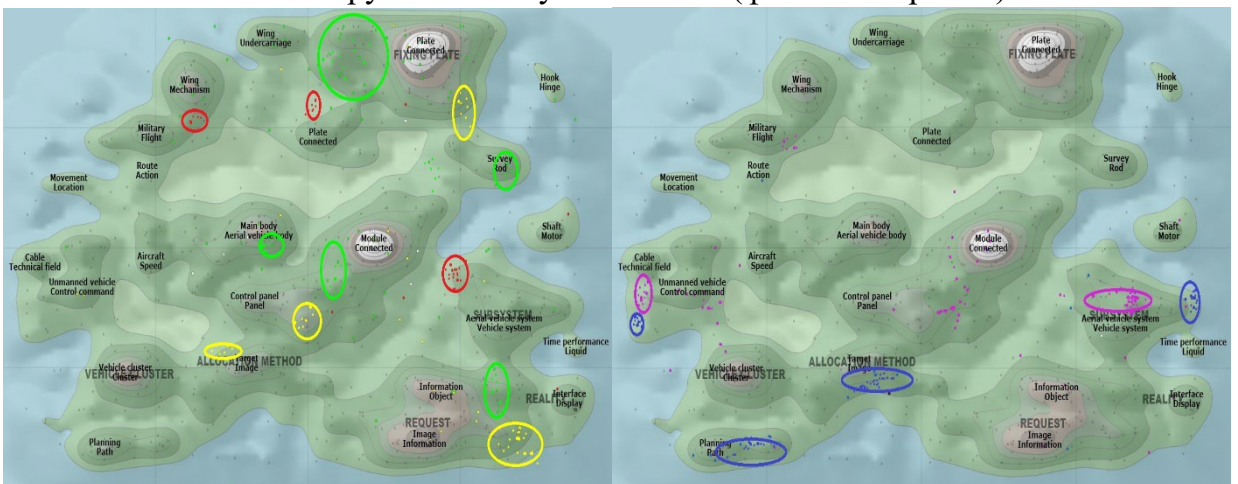 Wing
Undercarriage
Plate
Connected
FIXING PLATE
Wing
Mechanism
Hook
Hinge
Military
Flight
Plate
Connected
Route
Action
Survey
Rod
Movement
Location
Main body
Aerial vehicle body
Module
Connected
Shaft
Motor
Cable
Technical field
Aircraft
Speed
Unmanned vehicle
Control command
Control panel
Panel
SUBSYSTEM
Aerial vehicle system
Vehicle system
Time performance
Liquid
ALLOCATION METHOD
Target
Image
VEHICLE CLUSTER
Vehicle cluster
Cluster
Information
Object
REALITY
Interface
Display
REQUEST
Image
Information
Planning
Path
Wing
Undercarriage
Plate
Connected
FIXING PLATE
Wing
Mechanism
Hook
Hinge
Military
Flight
Plate
Connected
Route
Action
Survey
Rod
Movement
Location
Main body
Aerial vehicle body
Module
Connected
Shaft
Motor
Cable
Technical field
Aircraft
Speed
Unmanned vehicle
Control command
Control panel
Panel
SUBSYSTEM
Aerial vehicle system
Vehicle system
Time performance
Liquid
ALLOCATION METHOD
Target
Image
VEHICLE CLUSTER
Vehicle cluster
Cluster
Information
Object
REALITY
Interface
Display
REQUEST
Image
Information
Planning
Path